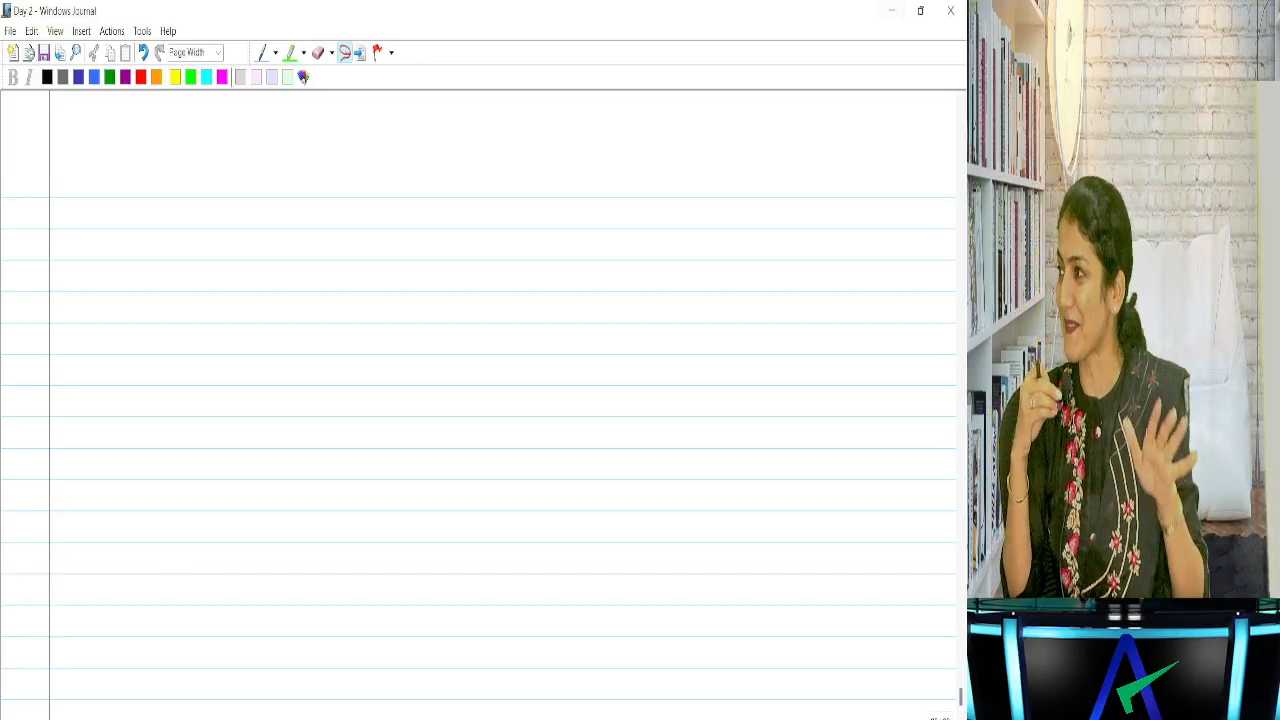 Day 2 - Windows Journal
File Edit View Insert Actions Tools Help
Page Width
B I